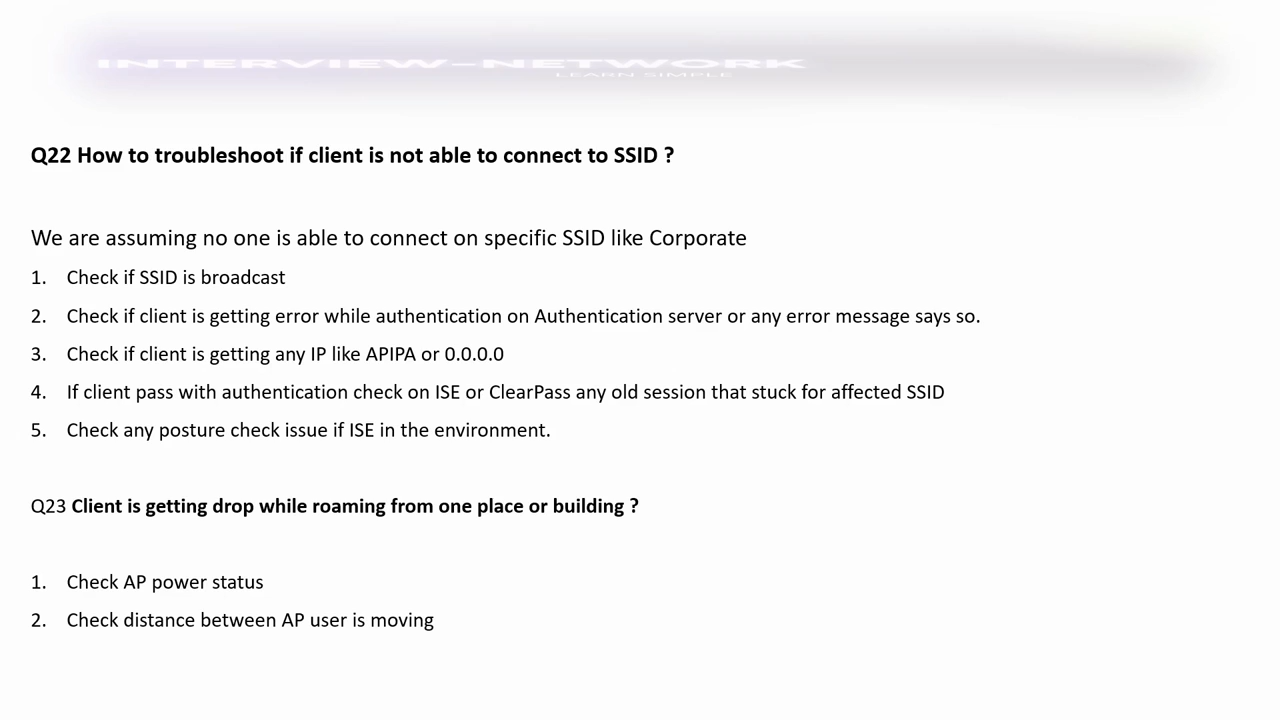 INTERVIEW-NETWORK
LEARN SIMPLE
Q22 How to troubleshoot if client is not able to connect to SSID ?
We are assuming no one is able to connect on specific SSID like Corporate
1. Check if SSID is broadcast
2. Check if client is getting error while authentication on Authentication server or any error message says so.
3. Check if client is getting any IP like APIPA or 0.0.0.0
4. If client pass with authentication check on ISE or ClearPass any old session that stuck for affected SSID
5. Check any posture check issue if ISE in the environment.
Q23 Client is getting drop while roaming from one place or building ?
1. Check AP power status
2. Check distance between AP user is moving